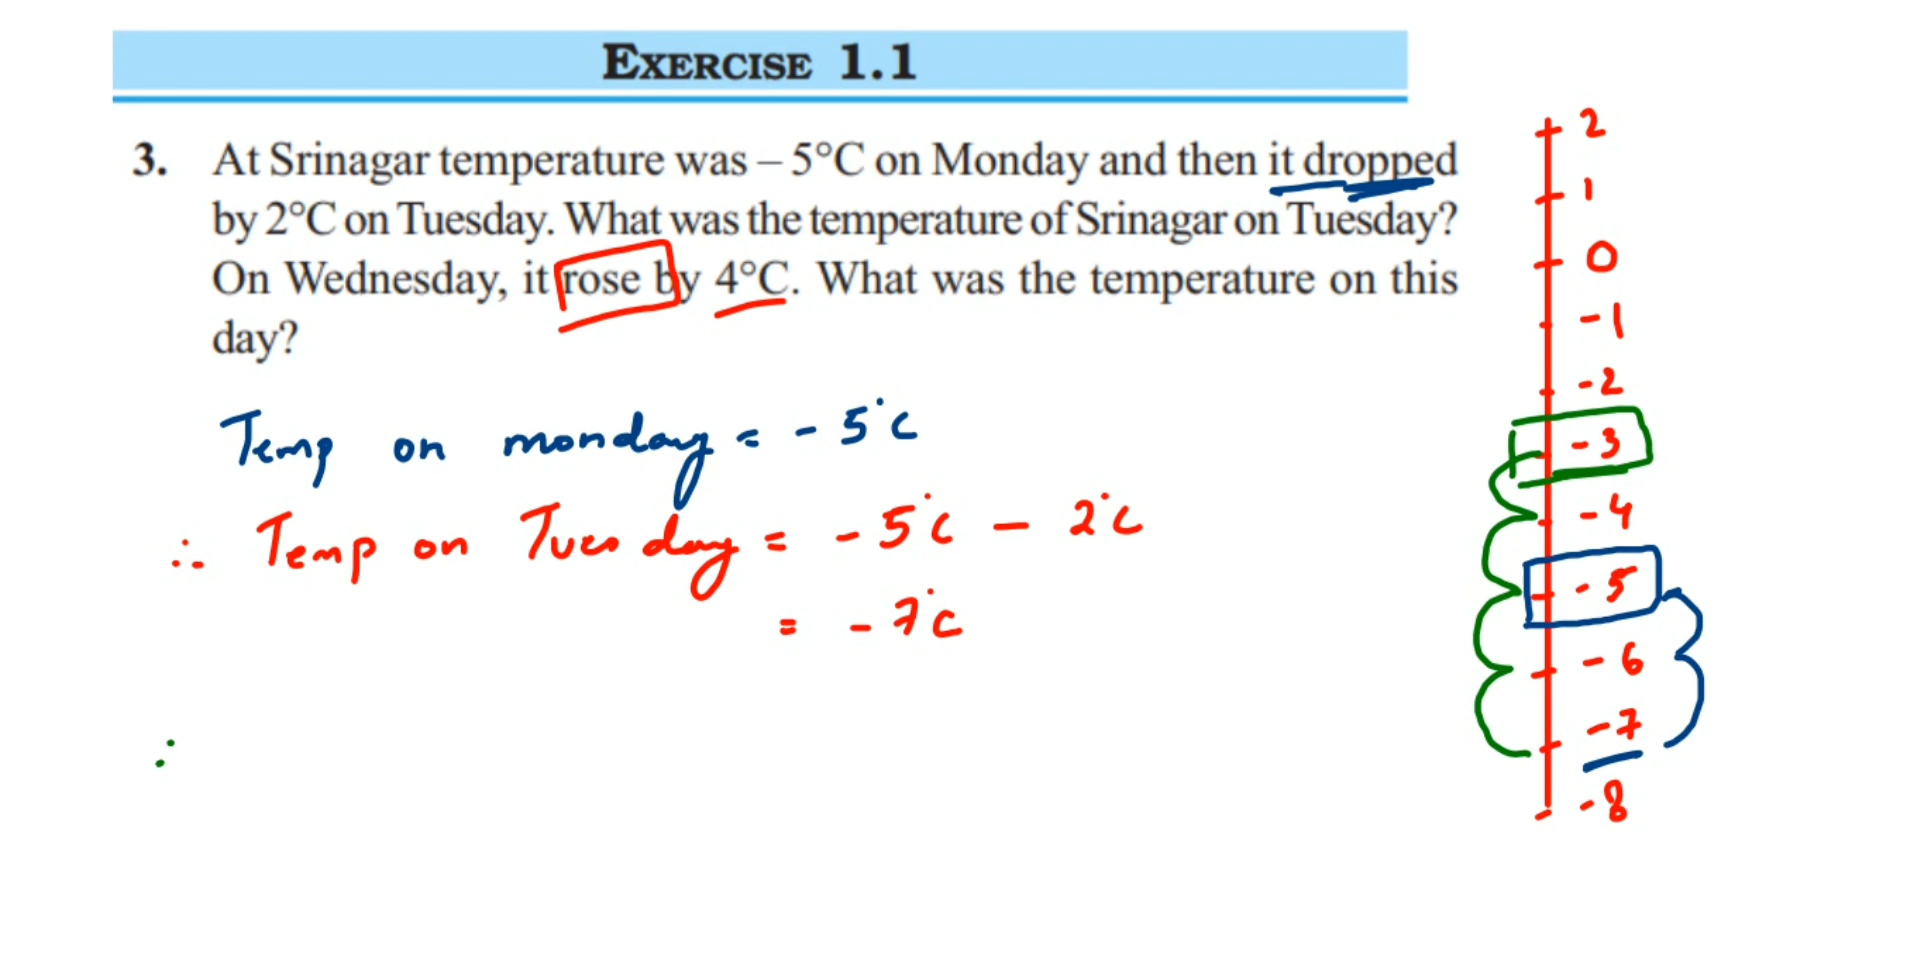 EXERCISE 1.1
3. At Srinagar temperature was – 5°C on Monday and then it dropped
by 2°C on Tuesday. What was the temperature of Srinagar on Tuesday?
On Wednesday, it rose by 4°C. What was the temperature on this
day?
Temp on monday = - 5°C
∴ Temp on Tuesday = - 5°C - 2°C
= - 7°C
2
1
0
-1
-2
-3
-4
-5
-6
-7
-8